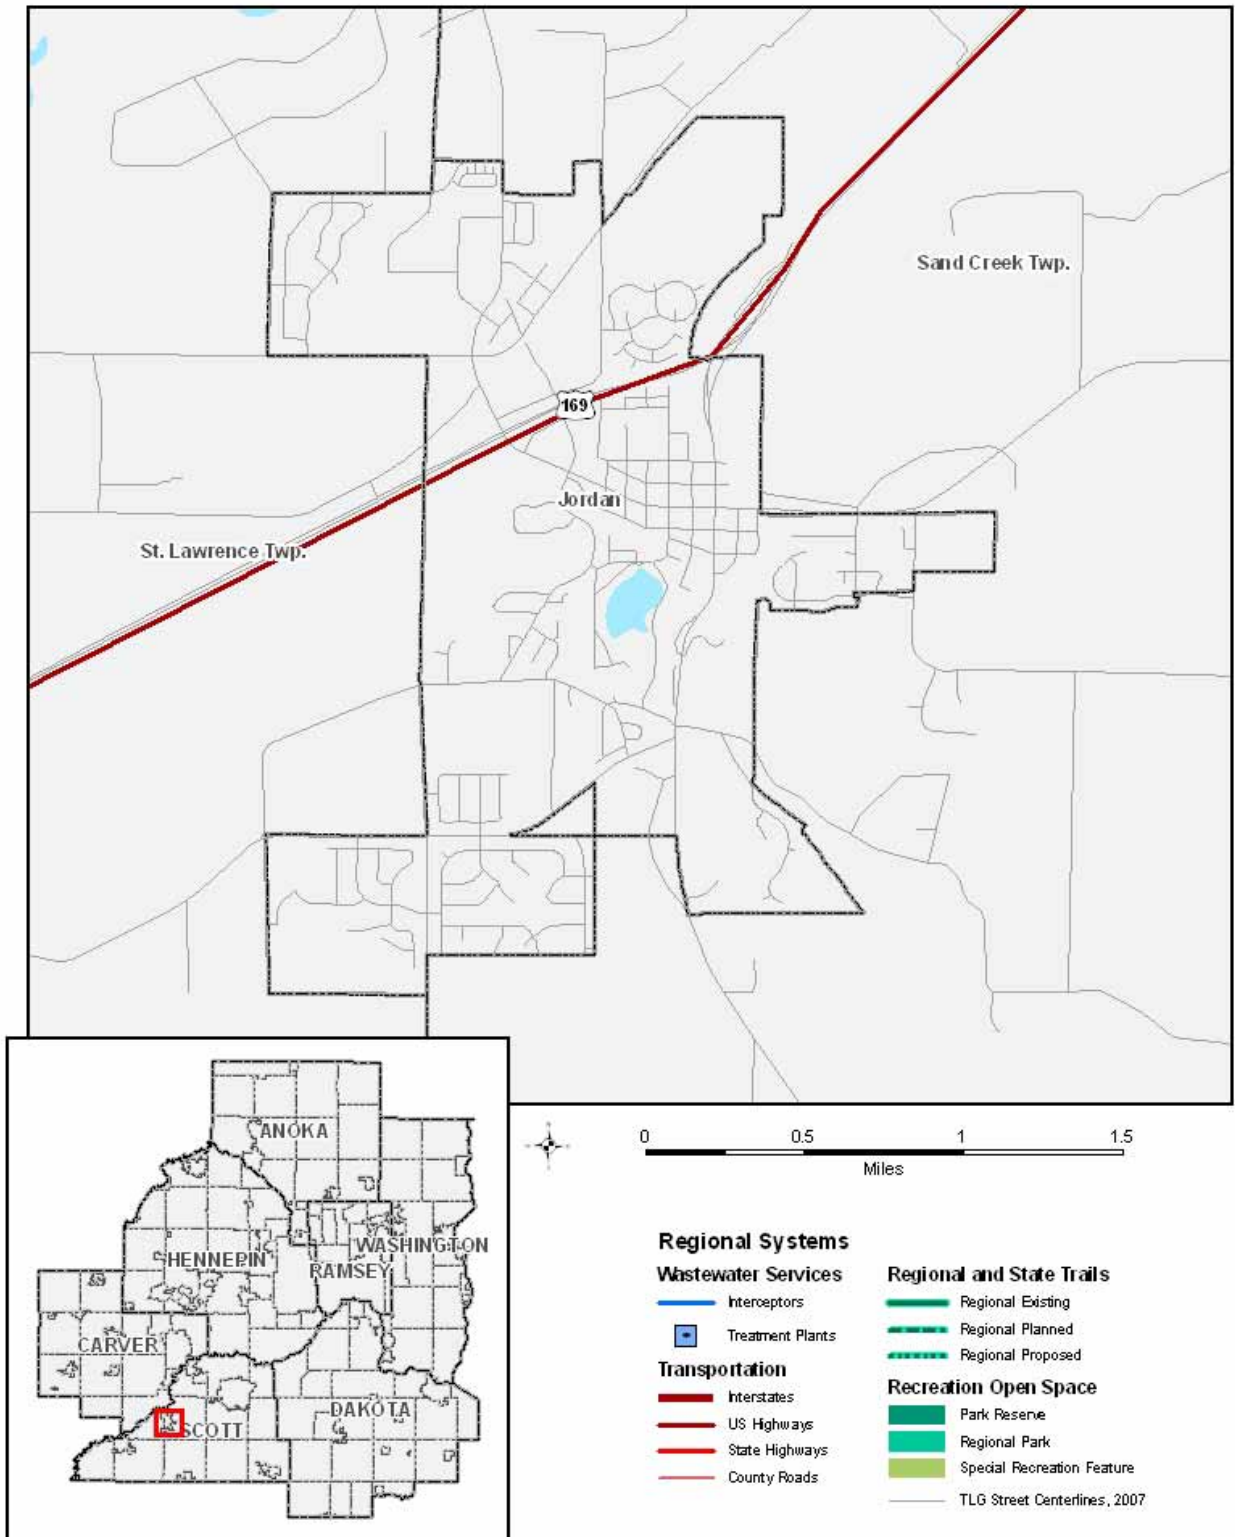 Sand Creek Twp.
169
Jordan
St. Lawrence Twp.
ANOKA
HENNEPIN
WASHINGTON
RAMSEY
CARVER
DAKOTA
SCOTT
0 0.5 1 1.5
Miles
Regional Systems
Wastewater Services
Interceptors
Treatment Plants
Transportation
Interstates
US Highways
State Highways
County Roads
Regional and State Trails
Regional Existing
Regional Planned
Regional Proposed
Recreation Open Space
Park Reserve
Regional Park
Special Recreation Feature
TLG Street Centerlines, 2007